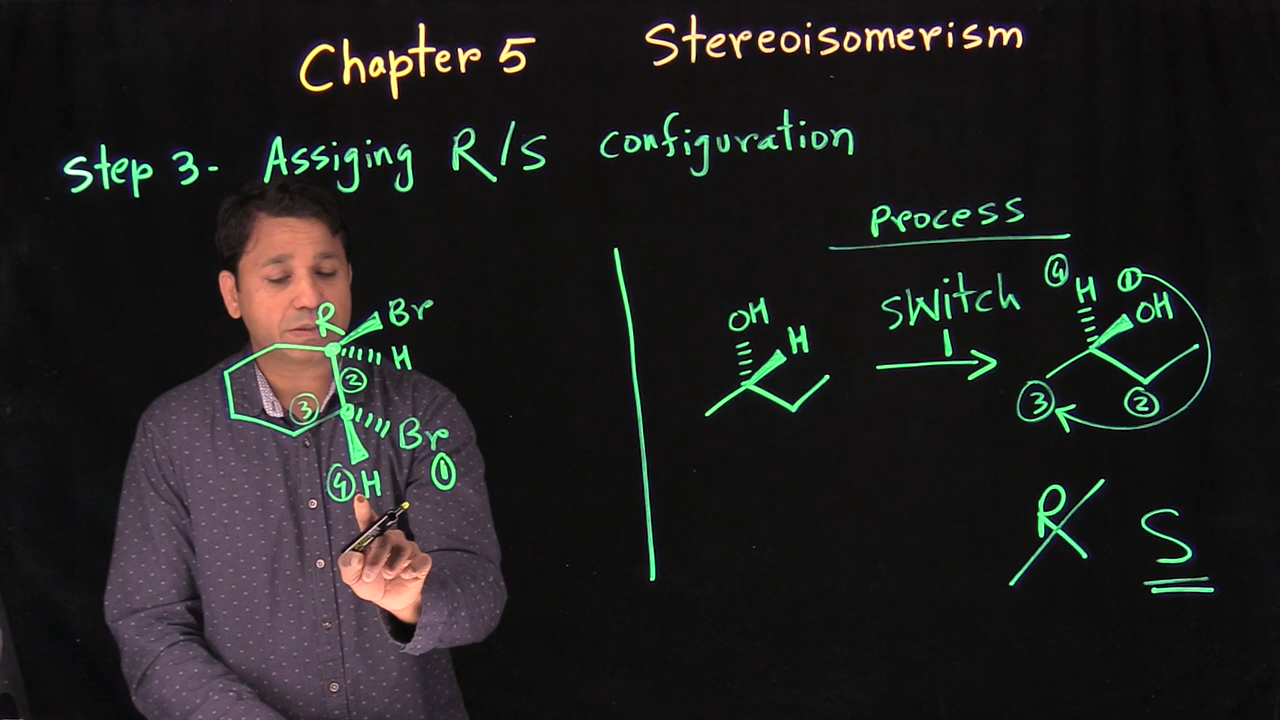 Chapter 5 Stereoisomerism
Step 3- Assiging R/S configuration
Process
R Br
H
②
③
Br
④ H ①
OH
H
Switch
④ ①
H
OH
③ ②
R S